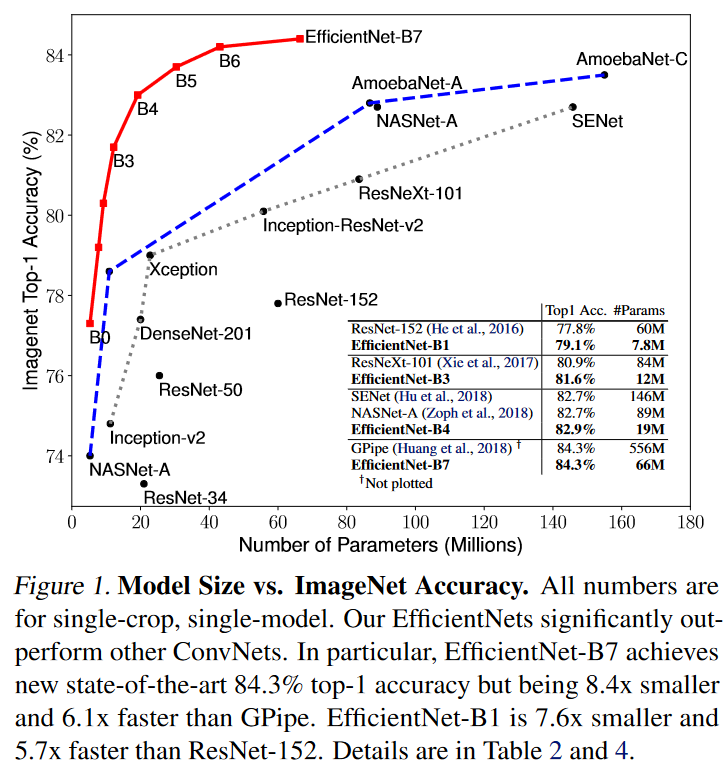 84
82
80
78
76
74
Imagenet Top-1 Accuracy (%)
EfficientNet-B7
B6
B5
B4
B3
B0
AmoebaNet-C
AmoebaNet-A
NASNet-A
SENet
ResNeXt-101
Inception-ResNet-v2
Xception
ResNet-152
DenseNet-201
ResNet-50
Inception-v2
NASNet-A
ResNet-34
Top1 Acc. #Params
ResNet-152 (He et al., 2016) 77.8% 60M
EfficientNet-B1 79.1% 7.8M
ResNeXt-101 (Xie et al., 2017) 80.9% 84M
EfficientNet-B3 81.6% 12M
SENet (Hu et al., 2018) 82.7% 146M
NASNet-A (Zoph et al., 2018) 82.7% 89M
EfficientNet-B4 82.9% 19M
GPipe (Huang et al., 2018) † 84.3% 556M
EfficientNet-B7 84.3% 66M
†Not plotted
0 20 40 60 80 100 120 140 160 180
Number of Parameters (Millions)
Figure 1. Model Size vs. ImageNet Accuracy. All numbers are
for single-crop, single-model. Our EfficientNets significantly out-
perform other ConvNets. In particular, EfficientNet-B7 achieves
new state-of-the-art 84.3% top-1 accuracy but being 8.4x smaller
and 6.1x faster than GPipe. EfficientNet-B1 is 7.6x smaller and
5.7x faster than ResNet-152. Details are in Table 2 and 4.